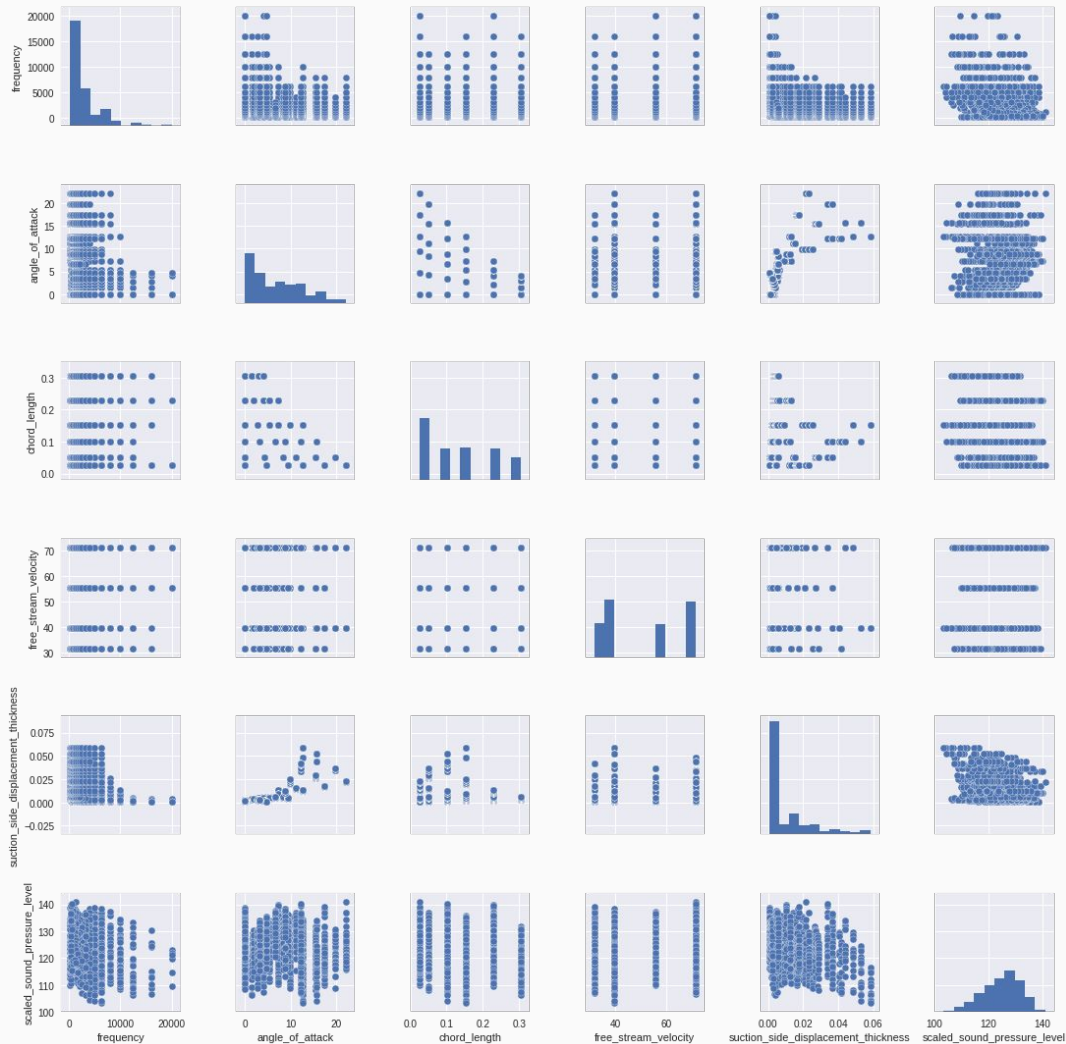 20000
15000
10000
5000
0
frequency
20
15
10
5
0
angle_of_attack
0.3
0.2
0.1
0.0
chord_length
70
60
50
40
30
free_stream_velocity
0.075
0.050
0.025
0.000
−0.025
suction_side_displacement_thickness
140
130
120
110
100
scaled_sound_pressure_level
0 10000 20000
0 10 20
0.0 0.1 0.2 0.3
40 60
0.00 0.02 0.04 0.06
100 120 140
frequency
angle_of_attack
chord_length
free_stream_velocity
suction_side_displacement_thickness
scaled_sound_pressure_level